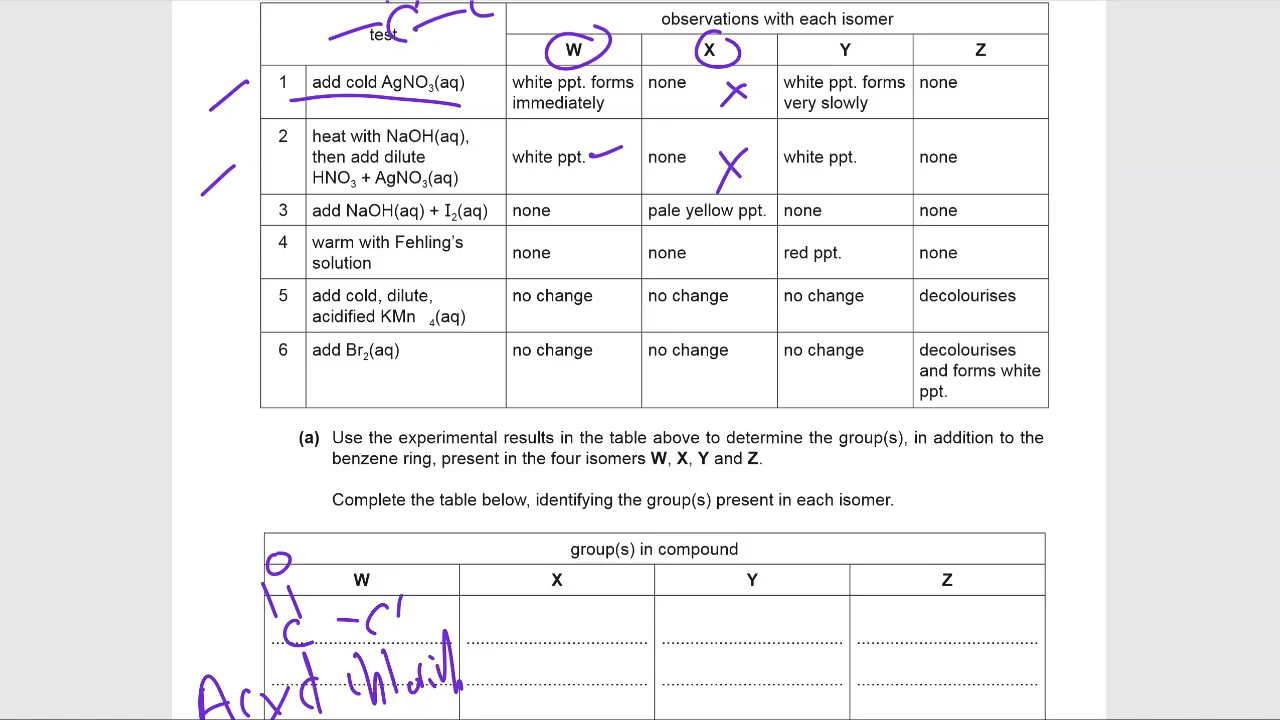 C C
test
observations with each isomer
W X Y Z
1 add cold AgNO3(aq) white ppt. forms immediately none white ppt. forms very slowly none
2 heat with NaOH(aq), then add dilute HNO3 + AgNO3(aq) white ppt. none white ppt. none
3 add NaOH(aq) + I2(aq) none pale yellow ppt. none none
4 warm with Fehling's solution none none red ppt. none
5 add cold, dilute, acidified KMn 4(aq) no change no change no change decolourises
6 add Br2(aq) no change no change no change decolourises and forms white ppt.
(a) Use the experimental results in the table above to determine the group(s), in addition to the
benzene ring, present in the four isomers W, X, Y and Z.
Complete the table below, identifying the group(s) present in each isomer.
group(s) in compound
W X Y Z
O
C -Cl